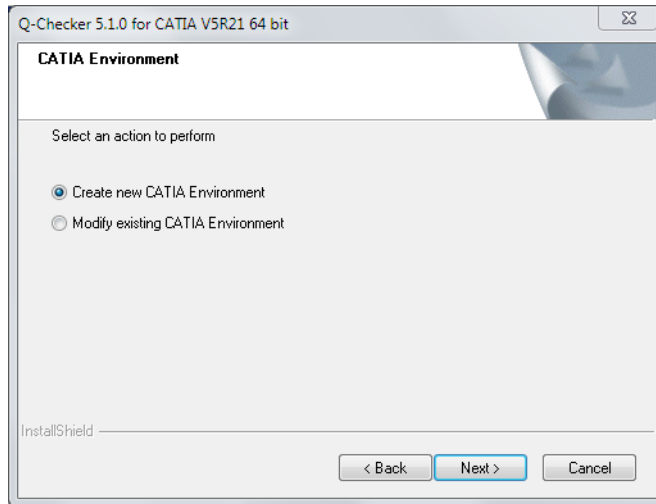 Q-Checker 5.1.0 for CATIA V5R21 64 bit
CATIA Environment
Select an action to perform
Create new CATIA Environment
Modify existing CATIA Environment
InstallShield
< Back
Next >
Cancel